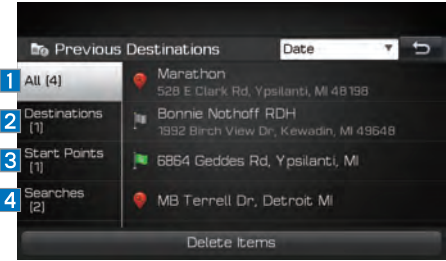 Previous Destinations
Date
1 All (4)
Marathon
528 E Clark Rd, Ypsilanti, MI 48198
2 Destinations
(1)
Bonnie Nothoff RDH
1992 Birch View Dr, Kewadin, MI 49648
3 Start Points
(1)
6864 Geddes Rd, Ypsilanti, MI
4 Searches
(2)
MB Terrell Dr, Detroit MI
Delete Items